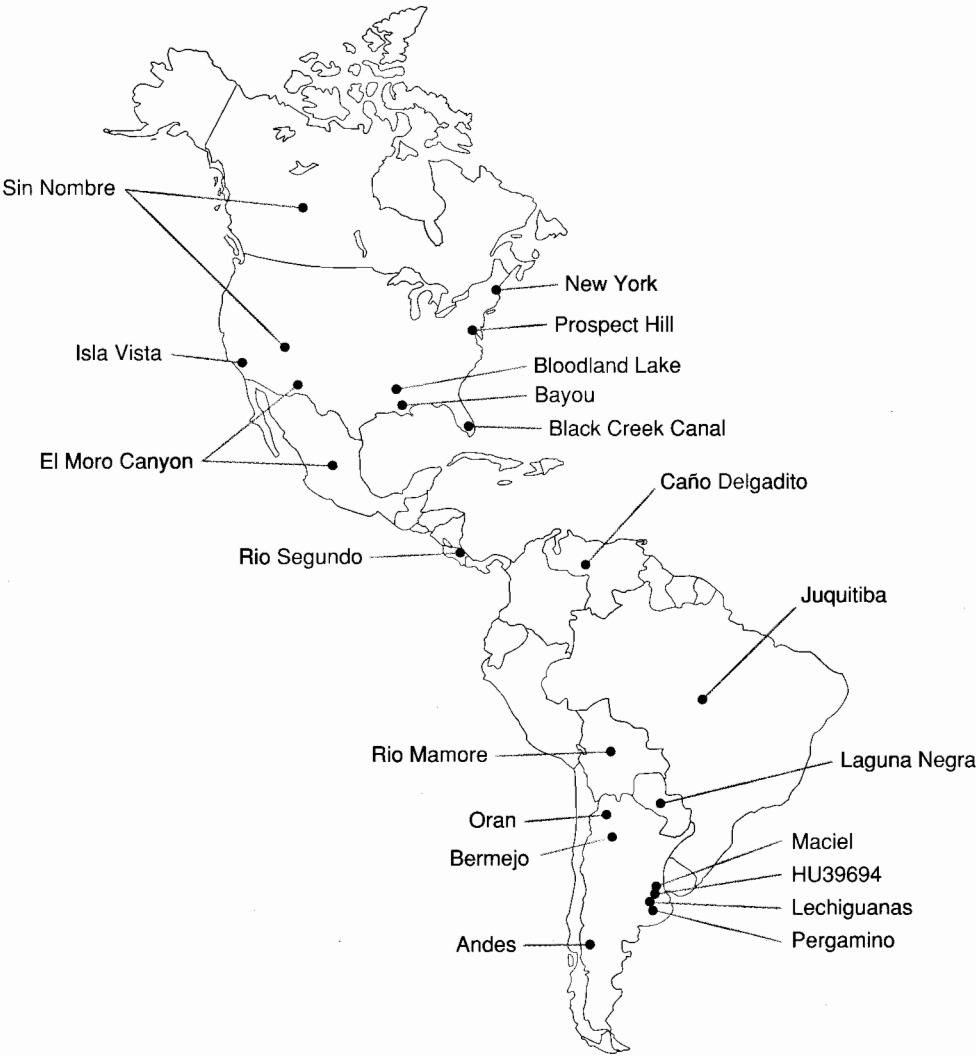 Sin Nombre
New York
Prospect Hill
Isla Vista
Bloodland Lake
Bayou
Black Creek Canal
El Moro Canyon
Caño Delgadito
Rio Segundo
Juquitiba
Rio Mamore
Laguna Negra
Oran
Maciel
Bermejo
HU39694
Lechiguanas
Pergamino
Andes